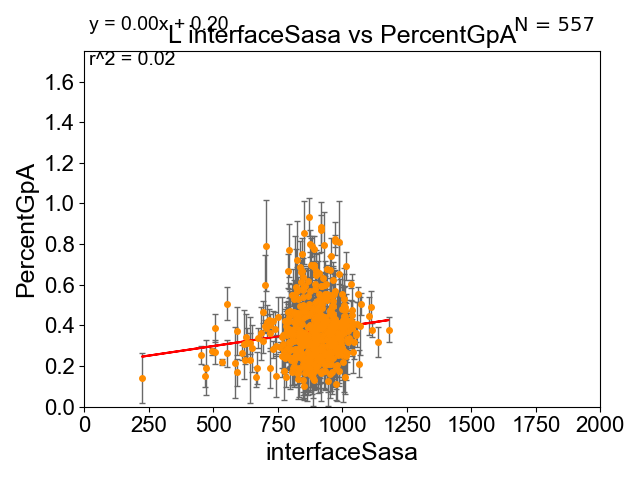 y = 0.00x + 0.20
L interfaceSasa vs PercentGpA
N = 557
r^2 = 0.02
PercentGpA
1.6
1.4
1.2
1.0
0.8
0.6
0.4
0.2
0.0
0 250 500 750 1000 1250 1500 1750 2000
interfaceSasa